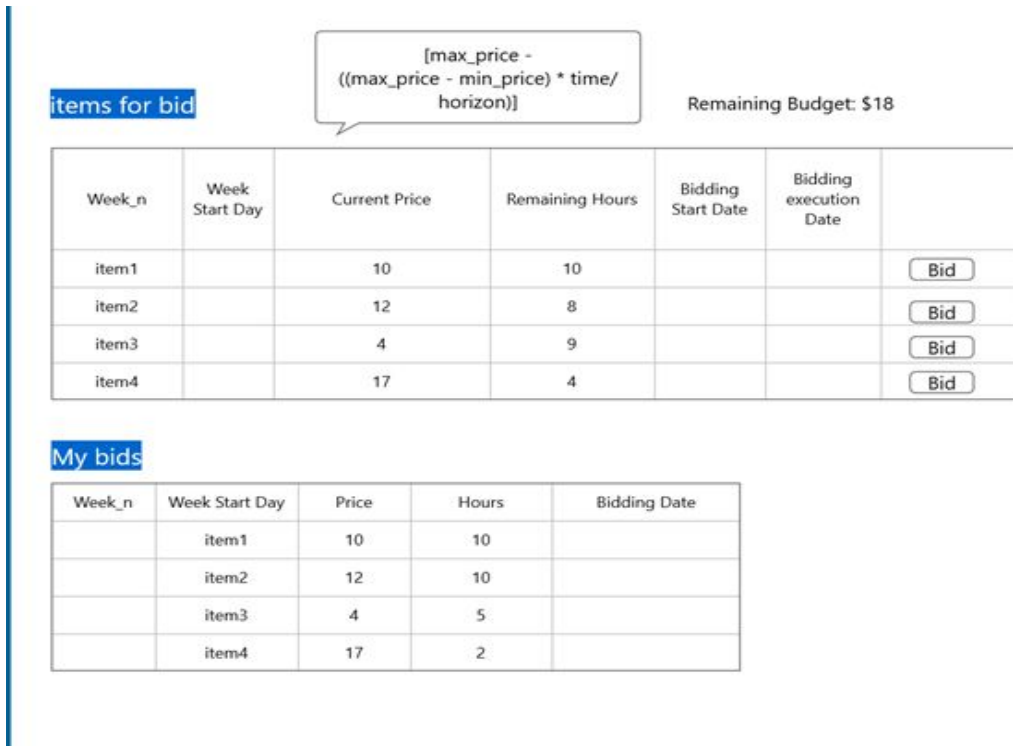 [max_price -
((max_price - min_price) * time/
horizon)]
items for bid
Remaining Budget: $18
Week_n Week Start Day Current Price Remaining Hours Bidding Start Date Bidding execution Date
item1 10 10 Bid
item2 12 8 Bid
item3 4 9 Bid
item4 17 4 Bid
My bids
Week_n Week Start Day Price Hours Bidding Date
item1 10 10
item2 12 10
item3 4 5
item4 17 2